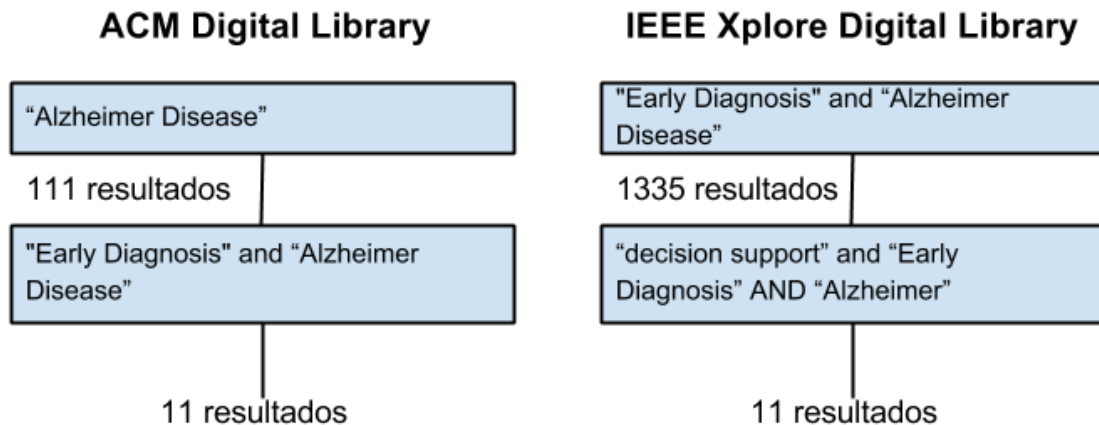 ACM Digital Library
“Alzheimer Disease”
111 resultados
"Early Diagnosis" and “Alzheimer
Disease”
11 resultados
IEEE Xplore Digital Library
"Early Diagnosis" and “Alzheimer
Disease”
1335 resultados
“decision support” and “Early
Diagnosis” AND “Alzheimer”
11 resultados